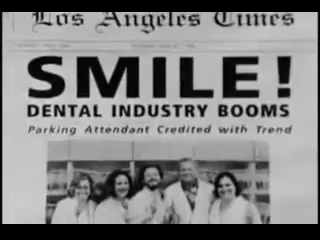 Los Angeles Times
SMILE!
DENTAL INDUSTRY BOOMS
Parking Attendant Credited with Trend